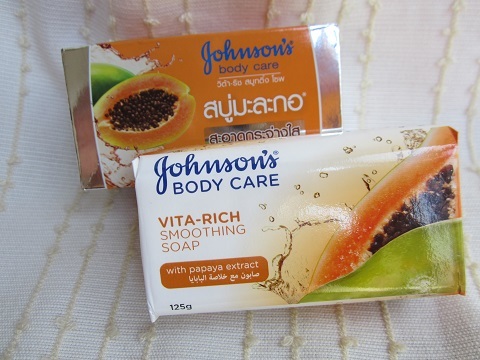 Johnson's
body care
วีต้า-ริช สมูทติ้ง โซพ
สบู่มะละกอ*
สะอาดกระจ่างใส
Johnson's®
BODY CARE
VITA-RICH
SMOOTHING
SOAP
with papaya extract
صابون مع خلاصة البابايا
125g